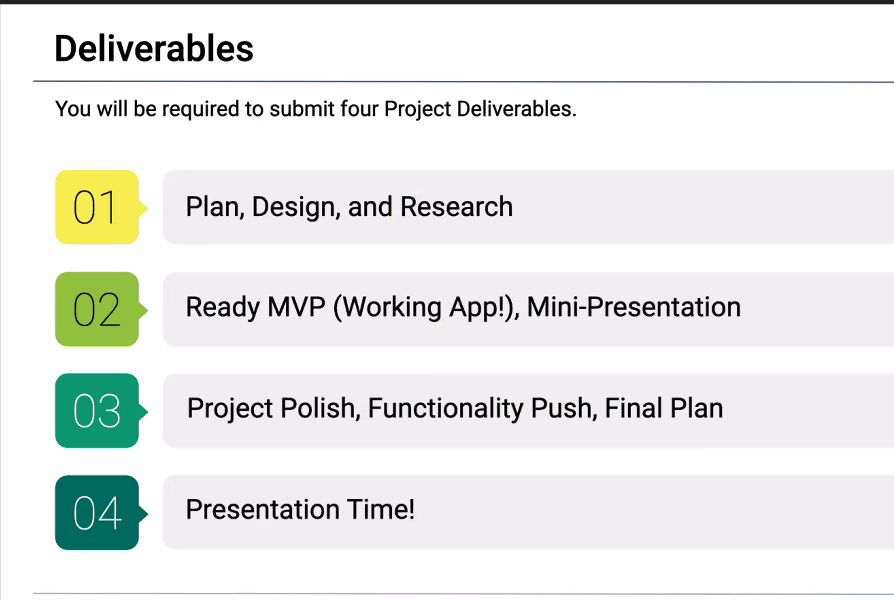 Deliverables
You will be required to submit four Project Deliverables.
01
Plan, Design, and Research
02
Ready MVP (Working App!), Mini-Presentation
03
Project Polish, Functionality Push, Final Plan
04
Presentation Time!